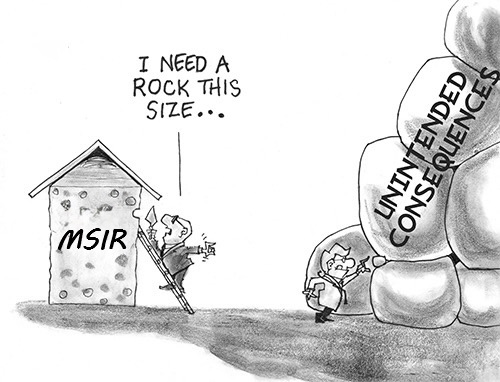 I NEED A
ROCK THIS
SIZE...
MSIR
UNINTENDED
CONSEQUENCES